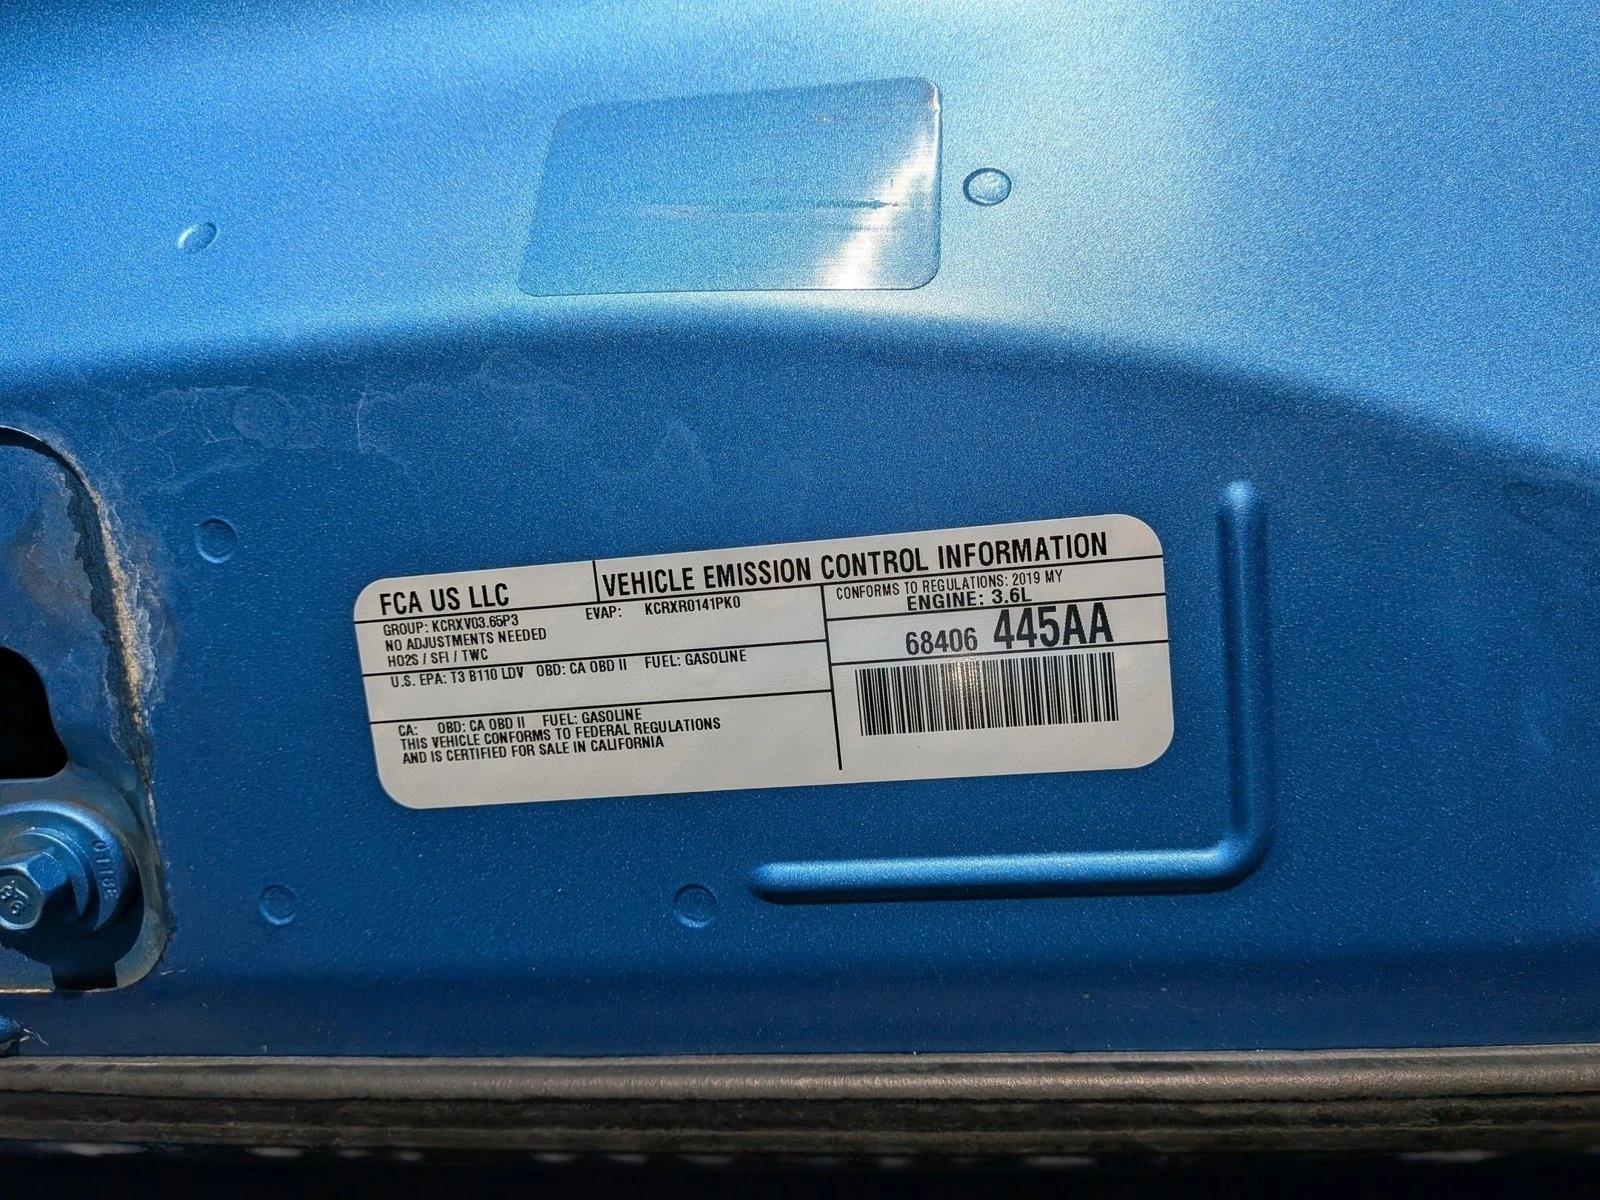 FCA US LLC
VEHICLE EMISSION CONTROL INFORMATION
GROUP: KCRXV03.65P3
EVAP: KCRXR0141PK0
NO ADJUSTMENTS NEEDED
HO2S / SFI / TWC
U.S. EPA: T3 B110 LDV OBD: CA OBD II FUEL: GASOLINE
CA: OBD: CA OBD II FUEL: GASOLINE
THIS VEHICLE CONFORMS TO FEDERAL REGULATIONS
AND IS CERTIFIED FOR SALE IN CALIFORNIA
CONFORMS TO REGULATIONS: 2019 MY
ENGINE: 3.6L
68406 445AA